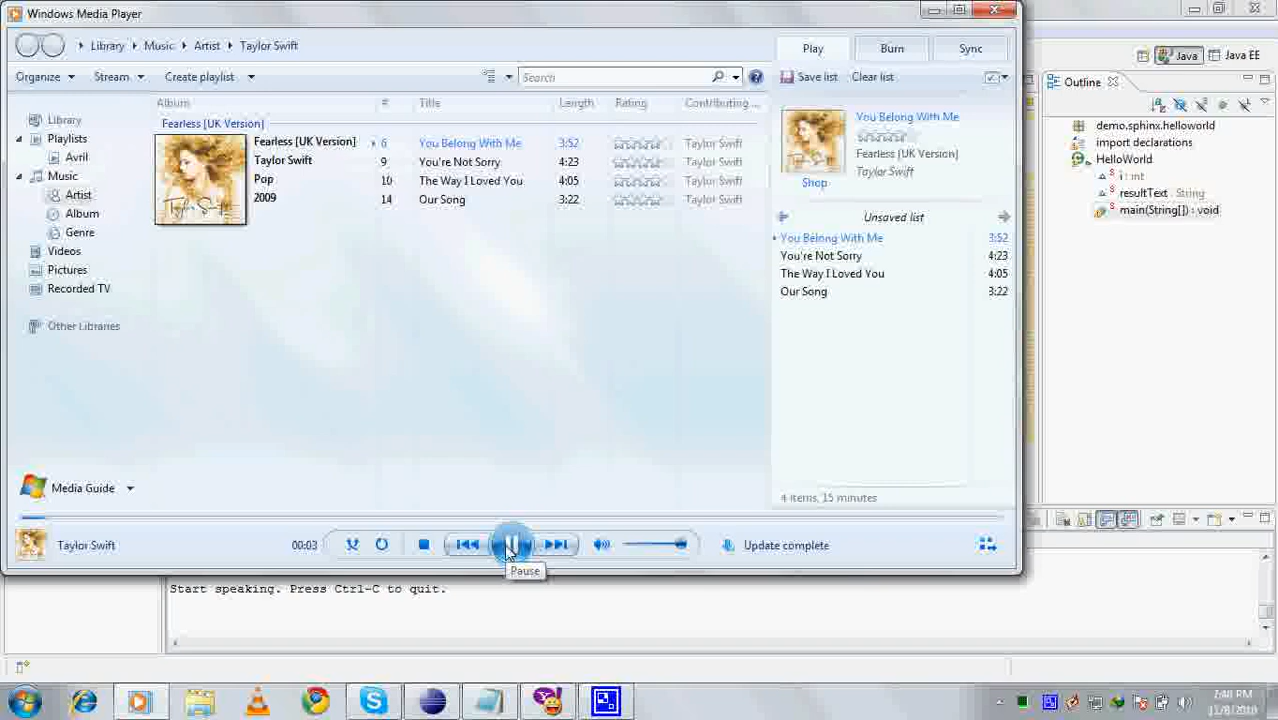 Windows Media Player
Library Music Artist Taylor Swift
Play Burn Sync
Java Java EE
Organize Stream Create playlist Search Save list Clear list
Outline
Album # Title Length Rating Contributing ...
Fearless [UK Version]
Fearless [UK Version] 6 You Belong With Me 3:52 Taylor Swift
Taylor Swift 9 You're Not Sorry 4:23 Taylor Swift
Pop 10 The Way I Loved You 4:05 Taylor Swift
2009 14 Our Song 3:22 Taylor Swift
Library
Playlists
Avril
Music
Artist
Album
Genre
Videos
Pictures
Recorded TV
Other Libraries
You Belong With Me
Fearless [UK Version]
Taylor Swift
Shop
Unsaved list
You Belong With Me 3:52
You're Not Sorry 4:23
The Way I Loved You 4:05
Our Song 3:22
4 items, 15 minutes
demo.sphinx.helloworld
import declarations
HelloWorld
i : int
resultText : String
main(String[]) : void
Media Guide
Taylor Swift 00:03 Update complete
Pause
Start speaking. Press Ctrl-C to quit.